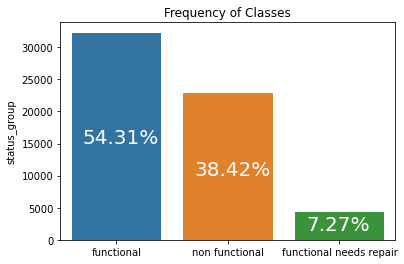 Frequency of Classes
status_group
30000
25000
20000
15000
10000
5000
0
54.31%
38.42%
7.27%
functional
non functional
functional needs repair